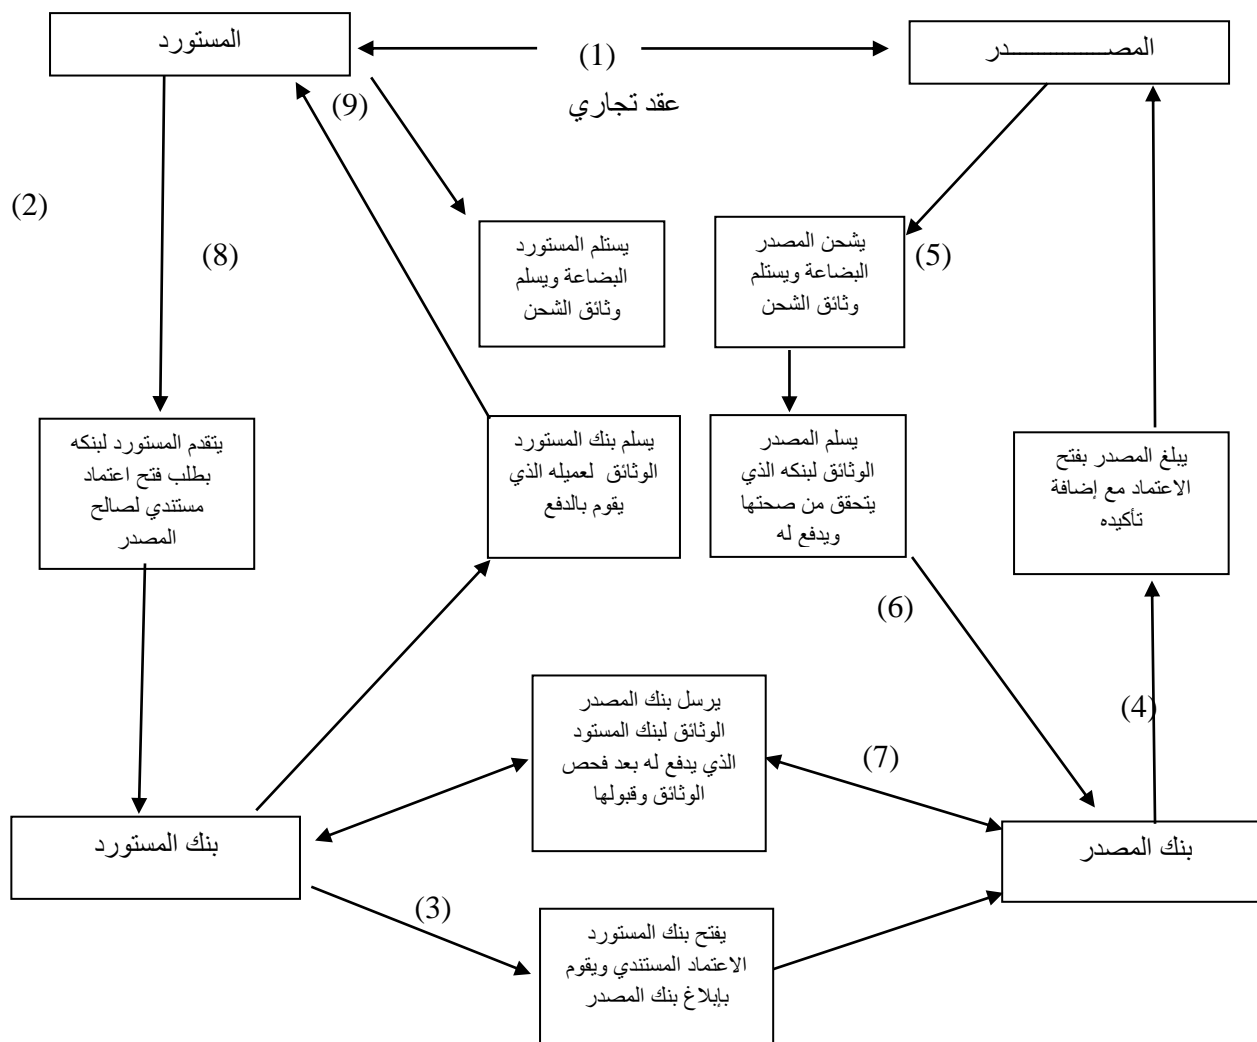 المستورد
(1)
المصــــــــــــــدر
(9)
عقد تجاري
(2)
(8)
يستلم المستورد
البضاعة ويسلم
وثائق الشحن
يشحن المصدر
البضاعة ويستلم
وثائق الشحن
(5)
يتقدم المستورد لبنكه
بطلب فتح اعتماد
مستندي لصالح
المصدر
يسلم بنك المستورد
الوثائق لعميله الذي
يقوم بالدفع
يسلم المصدر
الوثائق لبنكه الذي
يتحقق من صحتها
ويدفع له
يبلغ المصدر بفتح
الاعتماد مع إضافة
تأكيده
(6)
يرسل بنك المصدر
الوثائق لبنك المستود
الذي يدفع له بعد فحص
الوثائق وقبولها
(7)
(4)
بنك المستورد
بنك المصدر
(3)
يفتح بنك المستورد
الاعتماد المستندي ويقوم
بإبلاغ بنك المصدر